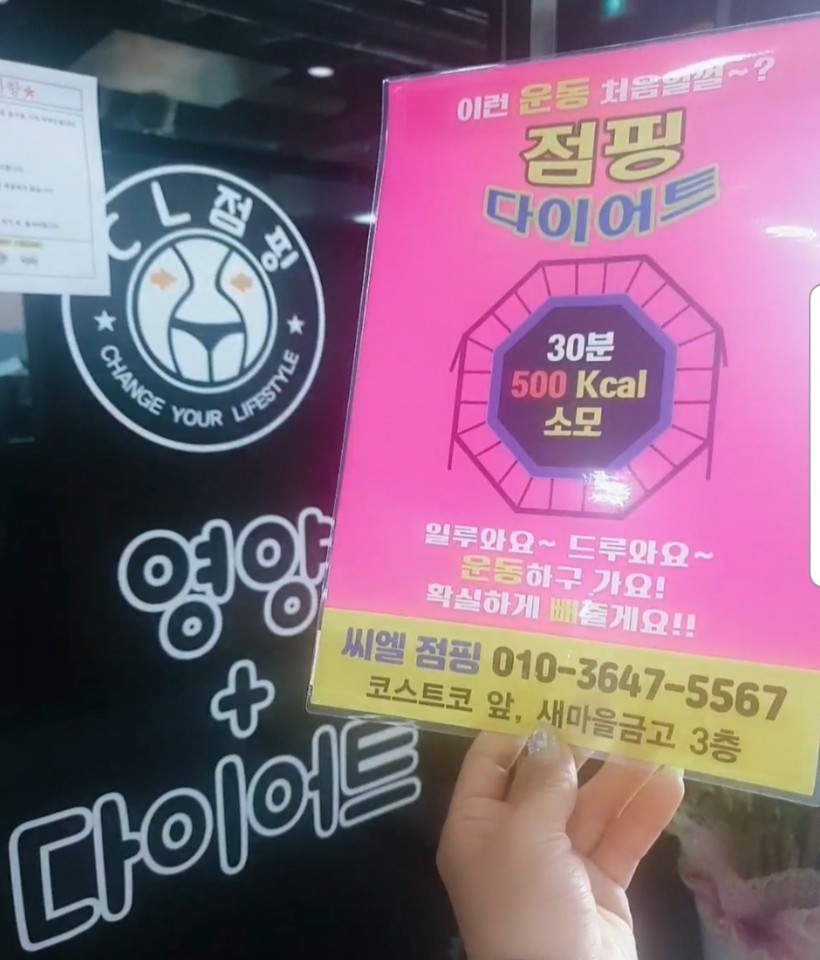 이런 운동 처음일껄~?
점핑
다이어트
30분
500 Kcal
소모
일루와요~ 드루와요~
운동하구 가요!
확실하게 빼줄게요!!
씨엘 점핑 010-3647-5567
코스트코 앞, 새마을금고 3층
CL점핑
CHANGE YOUR LIFESTYLE
영양
+
다이어트